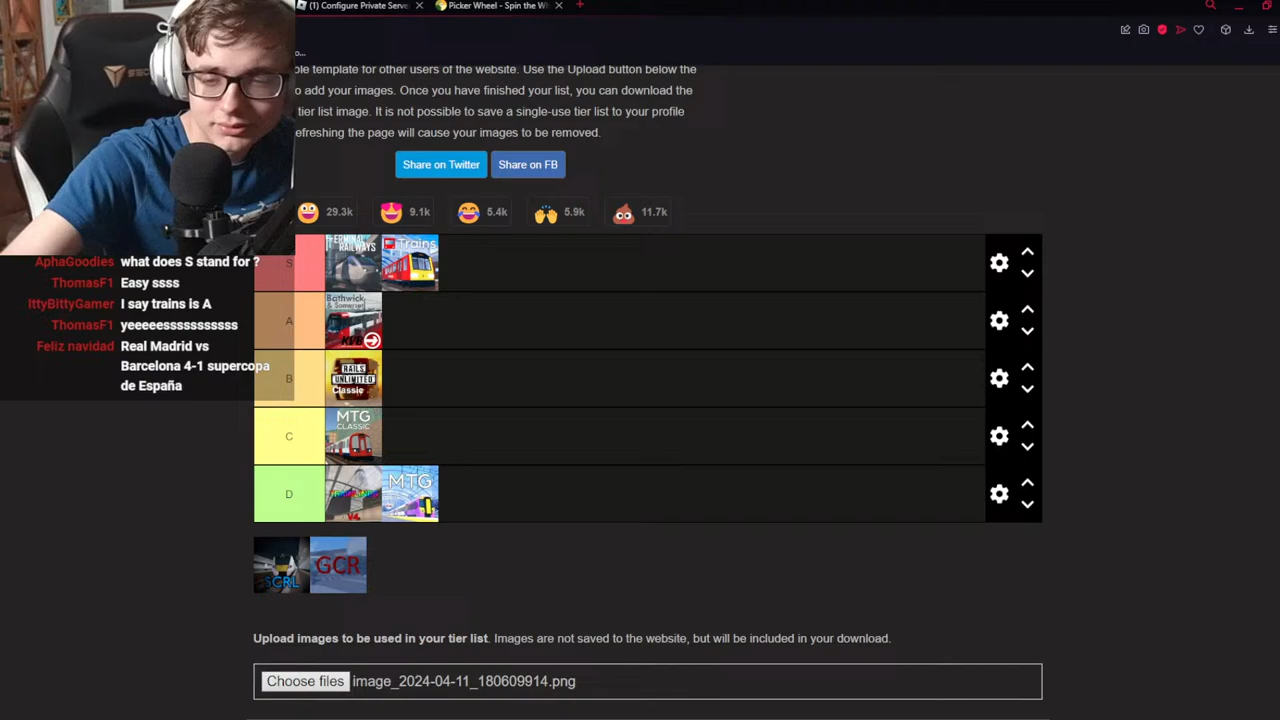 (1) Configure Private Serve
Picker Wheel - Spin the Wh
ble template for other users of the website. Use the Upload button below the
o add your images. Once you have finished your list, you can download the
tier list image. It is not possible to save a single-use tier list to your profile
efreshing the page will cause your images to be removed.
Share on Twitter
Share on FB
29.3k
9.1k
5.4k
5.9k
11.7k
AphaGoodies what does S stand for ?
ThomasF1 Easy ssss
IttyBittyGamer I say trains is A
ThomasF1 yeeeeesssssssssss
Feliz navidad Real Madrid vs
Barcelona 4-1 supercopa
de España
S
TERMINAL
RAILWAYS
Trains
A
Bathwick
& Somerset
KVB
B
RAILS
UNLIMITED
Classic
C
MTG
CLASSIC
D
V4
MTG
SCRL
GCR
Upload images to be used in your tier list. Images are not saved to the website, but will be included in your download.
Choose files image_2024-04-11_180609914.png